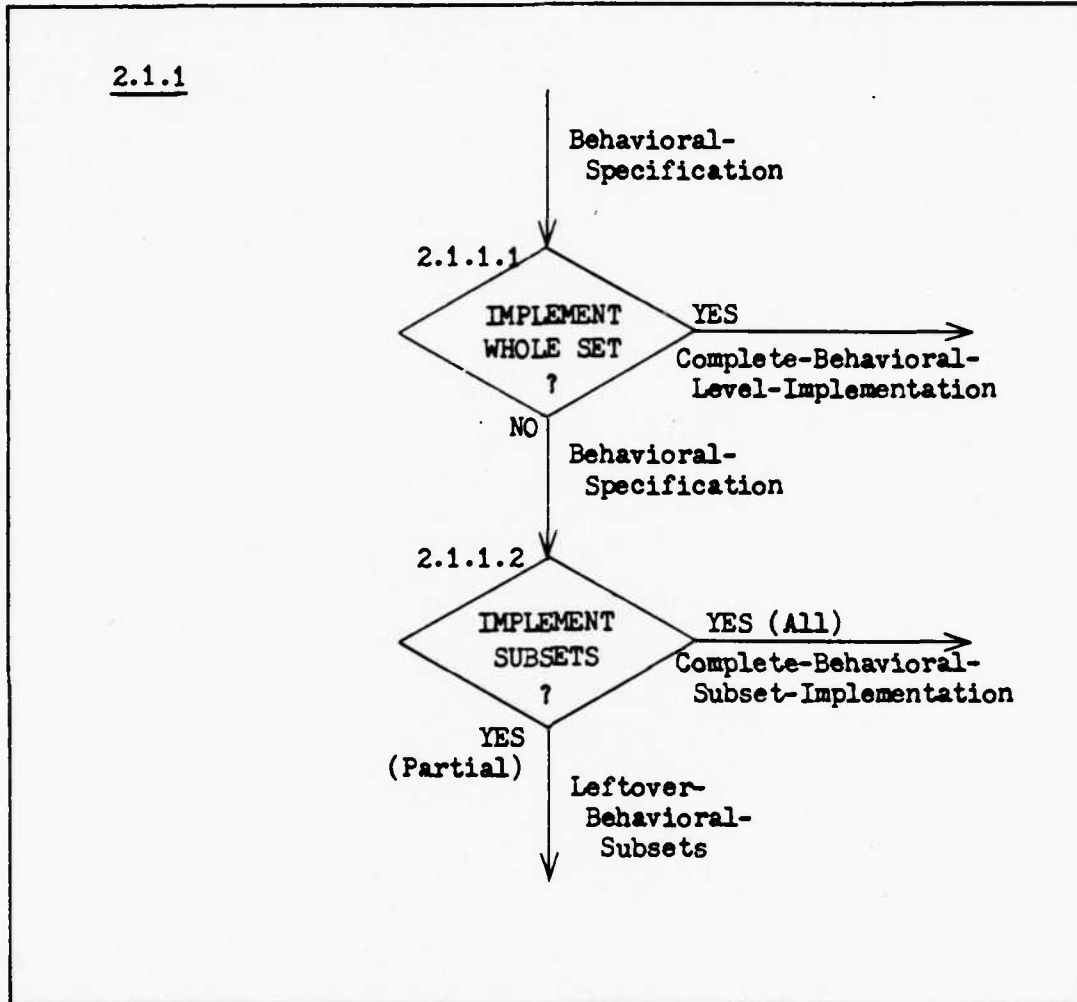 2.1.1
Behavioral-
Specification
2.1.1.1
IMPLEMENT
WHOLE SET
?
YES
Complete-Behavioral-
Level-Implementation
NO
Behavioral-
Specification
2.1.1.2
IMPLEMENT
SUBSETS
?
YES (All)
Complete-Behavioral-
Subset-Implementation
YES
(Partial)
Leftover-
Behavioral-
Subsets